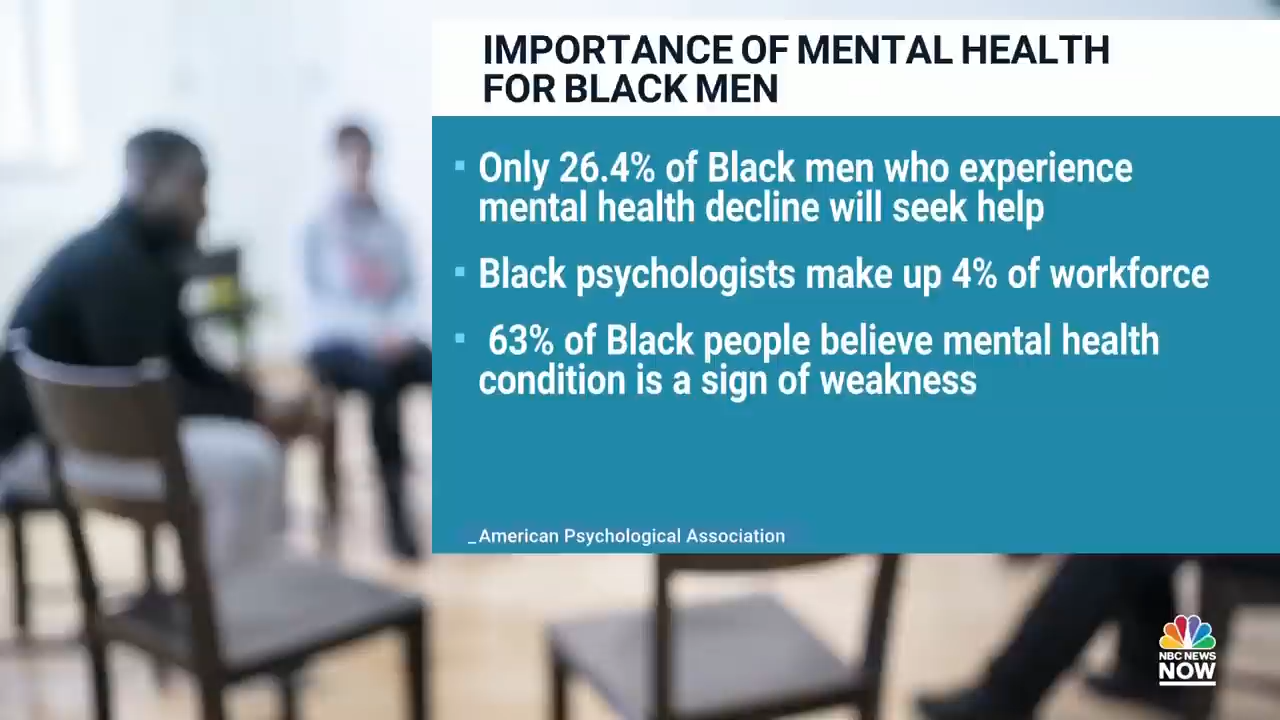 IMPORTANCE OF MENTAL HEALTH
FOR BLACK MEN
▪ Only 26.4% of Black men who experience
mental health decline will seek help
▪ Black psychologists make up 4% of workforce
▪ 63% of Black people believe mental health
condition is a sign of weakness
_American Psychological Association
NBC NEWS
NOW